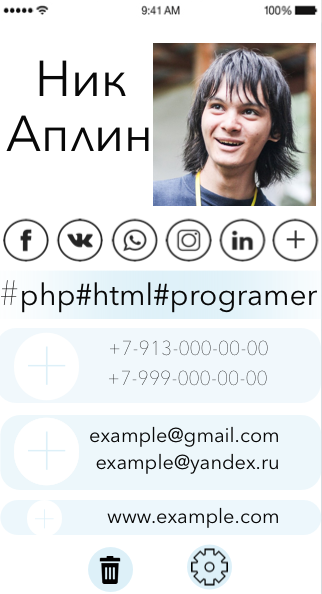 9:41 AM
100%
Ник
Аплин
#php#html#programer
+7-913-000-00-00
+7-999-000-00-00
example@gmail.com
example@yandex.ru
www.example.com